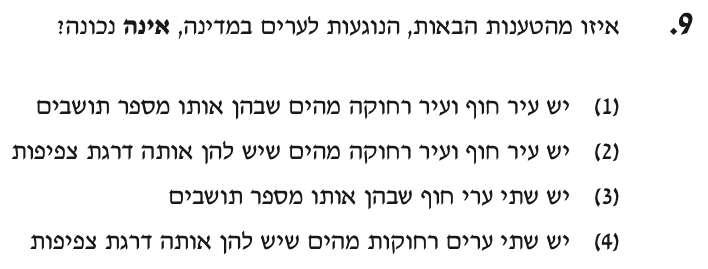 9. איזו מהטענות הבאות, הנוגעות לערים במדינה, אינה נכונה?
(1) יש עיר חוף ועיר רחוקה מהים שבהן אותו מספר תושבים
(2) יש עיר חוף ועיר רחוקה מהים שיש להן אותה דרגת צפיפות
(3) יש שתי ערי חוף שבהן אותו מספר תושבים
(4) יש שתי ערים רחוקות מהים שיש להן אותה דרגת צפיפות